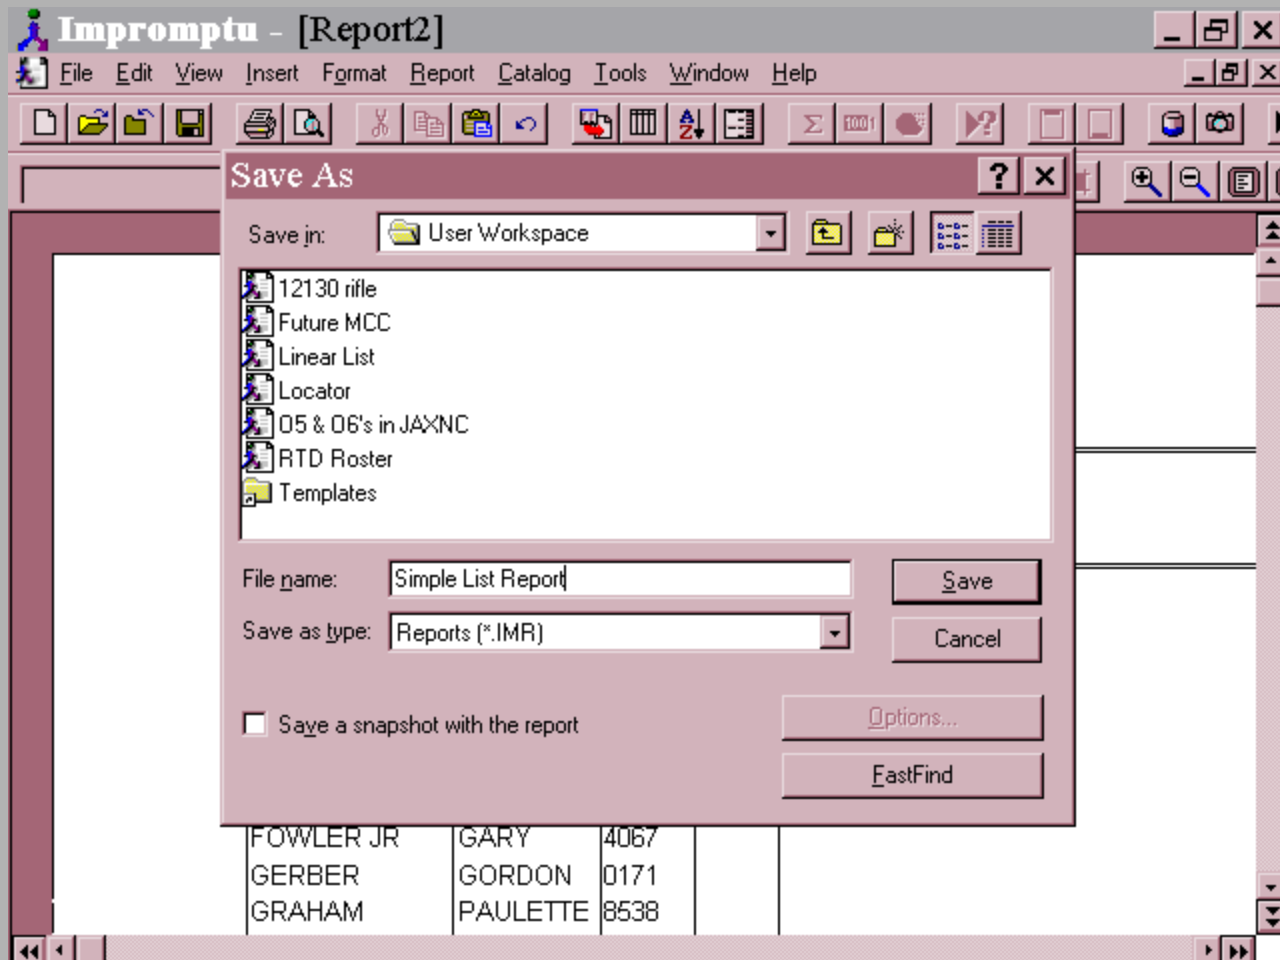 Impromptu - [Report2]
File Edit View Insert Format Report Catalog Tools Window Help
Save As
Save in: User Workspace
12130 rifle
Future MCC
Linear List
Locator
O5 & O6's in JAXNC
RTD Roster
Templates
File name: Simple List Report Save
Save as type: Reports (*.IMR) Cancel
Save a snapshot with the report Options...
FastFind
FOWLER JR GARY 4067
GERBER GORDON 0171
GRAHAM PAULETTE 8538